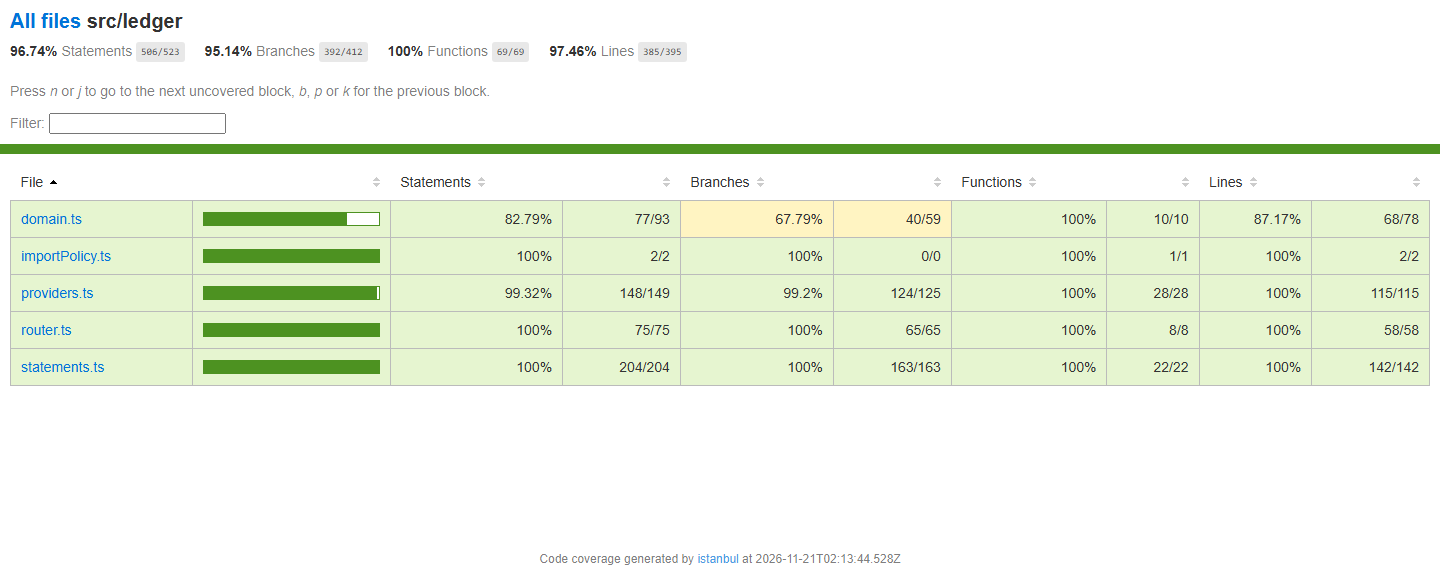 All files src/ledger
96.74% Statements 506/523 95.14% Branches 392/412 100% Functions 69/69 97.46% Lines 385/395
Press n or j to go to the next uncovered block, b, p or k for the previous block.
Filter:
File Statements Branches Functions Lines
domain.ts 82.79% 77/93 67.79% 40/59 100% 10/10 87.17% 68/78
importPolicy.ts 100% 2/2 100% 0/0 100% 1/1 100% 2/2
providers.ts 99.32% 148/149 99.2% 124/125 100% 28/28 100% 115/115
router.ts 100% 75/75 100% 65/65 100% 8/8 100% 58/58
statements.ts 100% 204/204 100% 163/163 100% 22/22 100% 142/142
Code coverage generated by istanbul at 2026-11-21T02:13:44.528Z